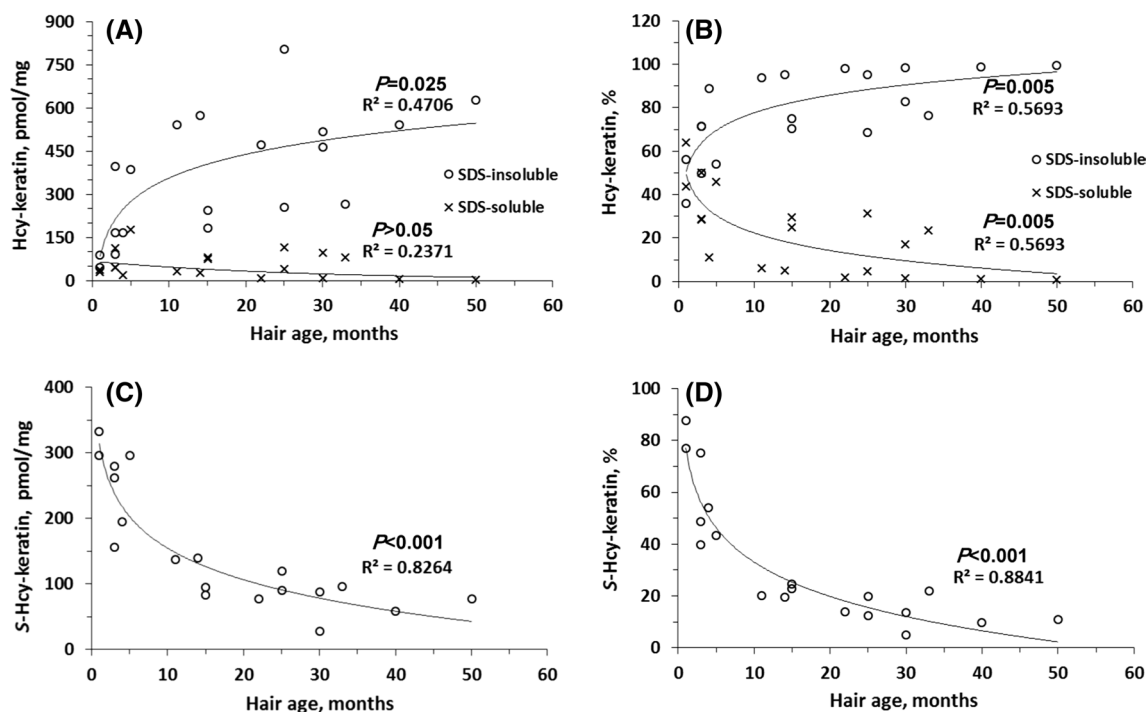 (A)
Hcy-keratin, pmol/mg
900
750
600
450
300
150
0
P=0.025
R² = 0.4706
SDS-insoluble
SDS-soluble
P>0.05
R² = 0.2371
0 10 20 30 40 50 60
Hair age, months
(B)
Hcy-keratin, %
120
100
80
60
40
20
0
P=0.005
R² = 0.5693
SDS-insoluble
SDS-soluble
P=0.005
R² = 0.5693
0 10 20 30 40 50 60
Hair age, months
(C)
S-Hcy-keratin, pmol/mg
400
300
200
100
0
P<0.001
R² = 0.8264
0 10 20 30 40 50 60
Hair age, months
(D)
S-Hcy-keratin, %
100
80
60
40
20
0
P<0.001
R² = 0.8841
0 10 20 30 40 50 60
Hair age, months